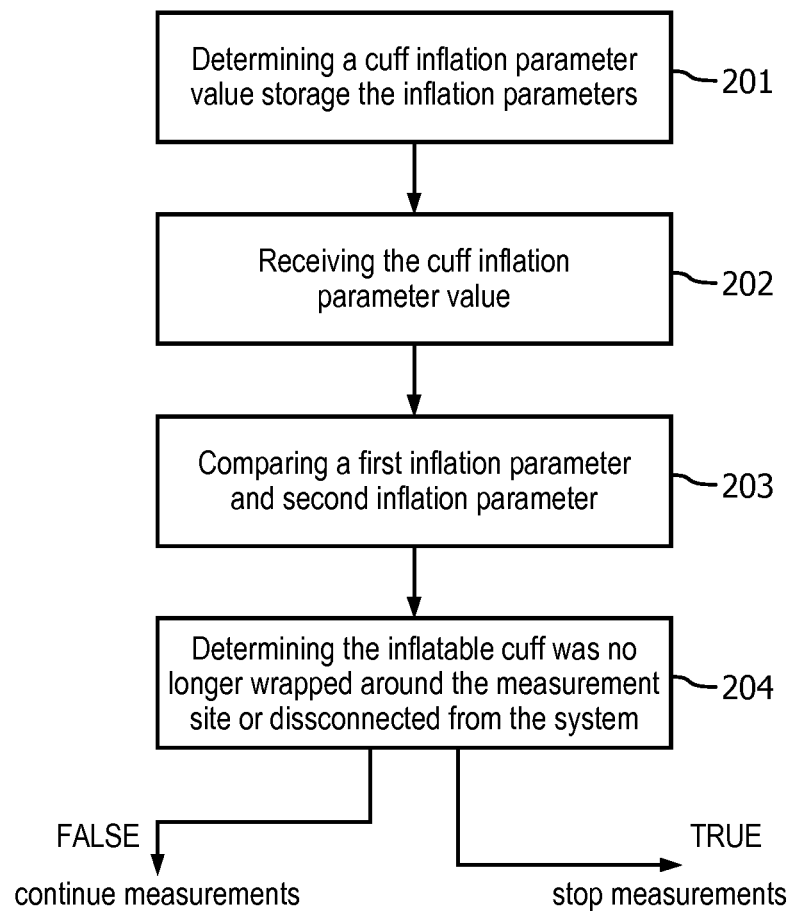 Determining a cuff inflation parameter
value storage the inflation parameters
201
Receiving the cuff inflation
parameter value
202
Comparing a first inflation parameter
and second inflation parameter
203
Determining the inflatable cuff was no
longer wrapped around the measurement
site or dissconnected from the system
204
FALSE
continue measurements
TRUE
stop measurements